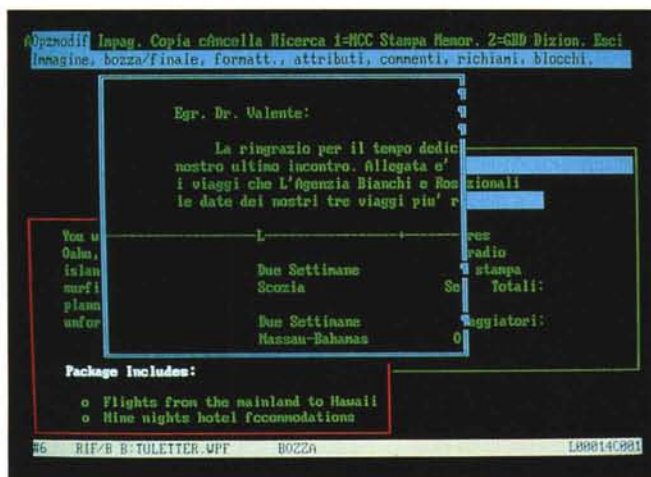 Opzmodif Impag. Copia cAncella Ricerca 1=MCC Stampa Memor. 2=GBD Dizion. Esci
Immagine, bozza/finale, formatt., attributi, commenti, richiami, blocchi.
Egr. Dr. Valente:
La ringrazio per il tempo dedic
nostro ultimo incontro. Allegata e'
i viaggi che L'Agenzia Bianchi e Ros zionali
le date dei nostri tre viaggi piu' r
You w L res
Oahu, radio
islan Due Settimane stampa
surfi Scozia Se Totali:
plann
unfor Due Settimane aggiatori:
Nassau-Bahamas O
Package Includes:
o Flights from the mainland to Hawaii
o Nine nights hotel fccommodations
#6 RIF/B B:TULETTER.WPF BOZZA L00014C001